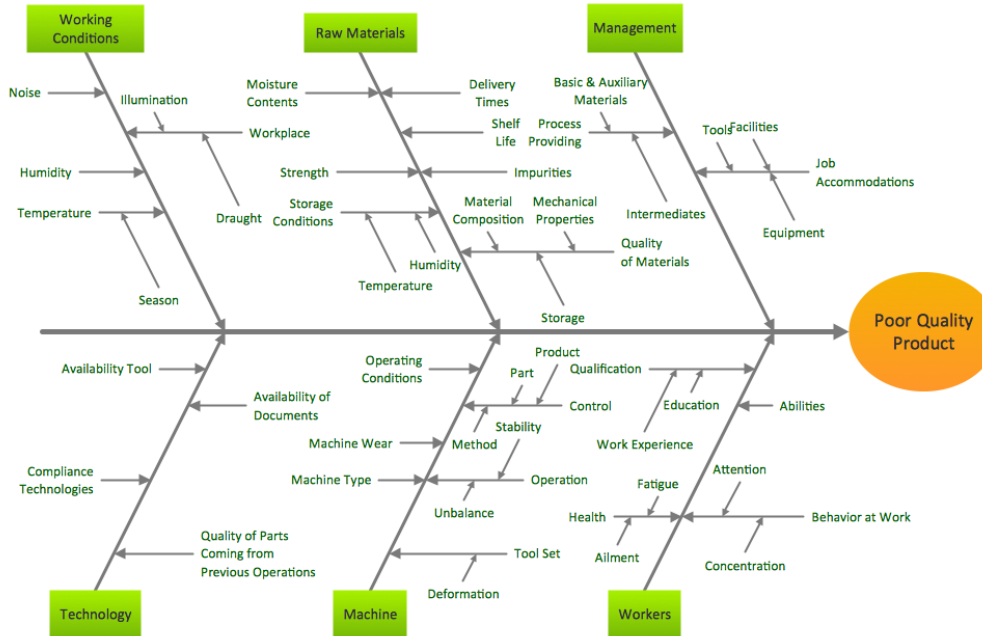 Working
Conditions
Raw Materials
Management
Noise
Illumination
Workplace
Humidity
Temperature
Draught
Season
Moisture
Contents
Delivery
Times
Shelf
Life
Strength
Impurities
Storage
Conditions
Humidity
Temperature
Material
Composition
Mechanical
Properties
Quality
of Materials
Storage
Basic & Auxiliary
Materials
Process
Providing
Intermediates
Tools
Facilities
Job
Accommodations
Equipment
Poor Quality
Product
Availability Tool
Availability of
Documents
Compliance
Technologies
Quality of Parts
Coming from
Previous Operations
Technology
Operating
Conditions
Part
Product
Control
Method
Machine Wear
Stability
Machine Type
Operation
Unbalance
Tool Set
Deformation
Machine
Qualification
Education
Work Experience
Abilities
Attention
Fatigue
Health
Ailment
Behavior at Work
Concentration
Workers